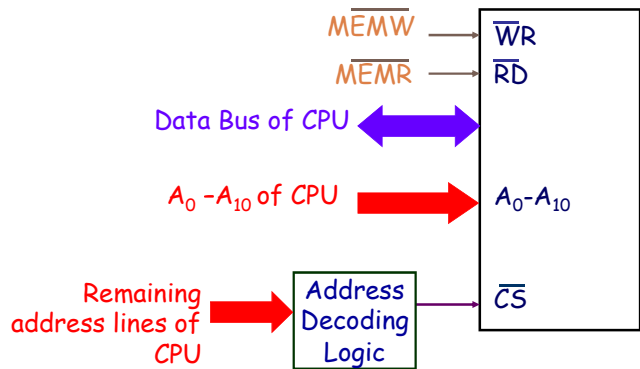 MEMW
WR
MEMR
RD
Data Bus of CPU
A₀ –A₁₀ of CPU
A₀-A₁₀
Remaining
address lines of
CPU
Address
Decoding
Logic
CS